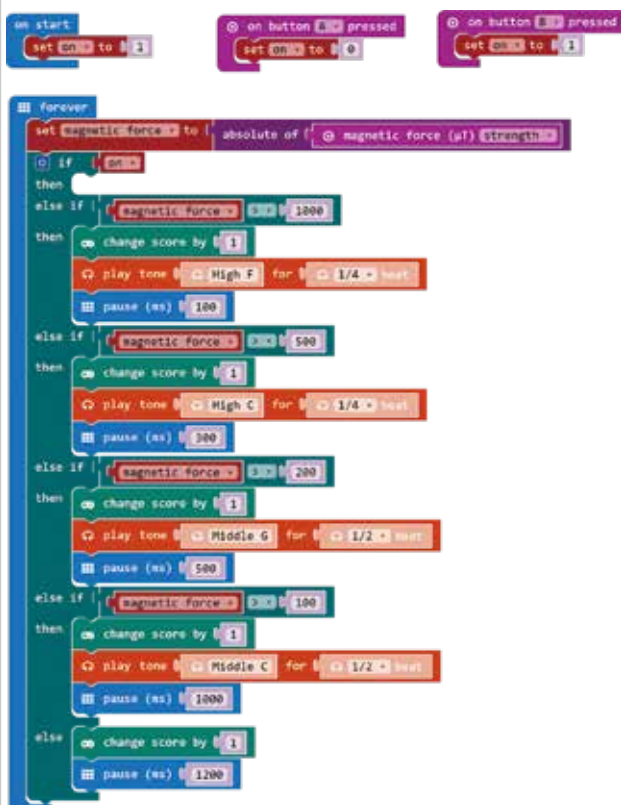 on start
set on to 1
on button pressed
set on to 0
on button pressed
set on to 1
forever
set magnetic force to absolute of magnetic force (µT) strength
if on
then
else if magnetic force > 1000
then change score by 1
play tone High F for 1/4 beat
pause (ms) 100
else if magnetic force > 500
then change score by 1
play tone High C for 1/4 beat
pause (ms) 300
else if magnetic force > 200
then change score by 1
play tone Middle G for 1/2 beat
pause (ms) 500
else if magnetic force > 100
then change score by 1
play tone Middle C for 1/2 beat
pause (ms) 1000
else change score by 1
pause (ms) 1200